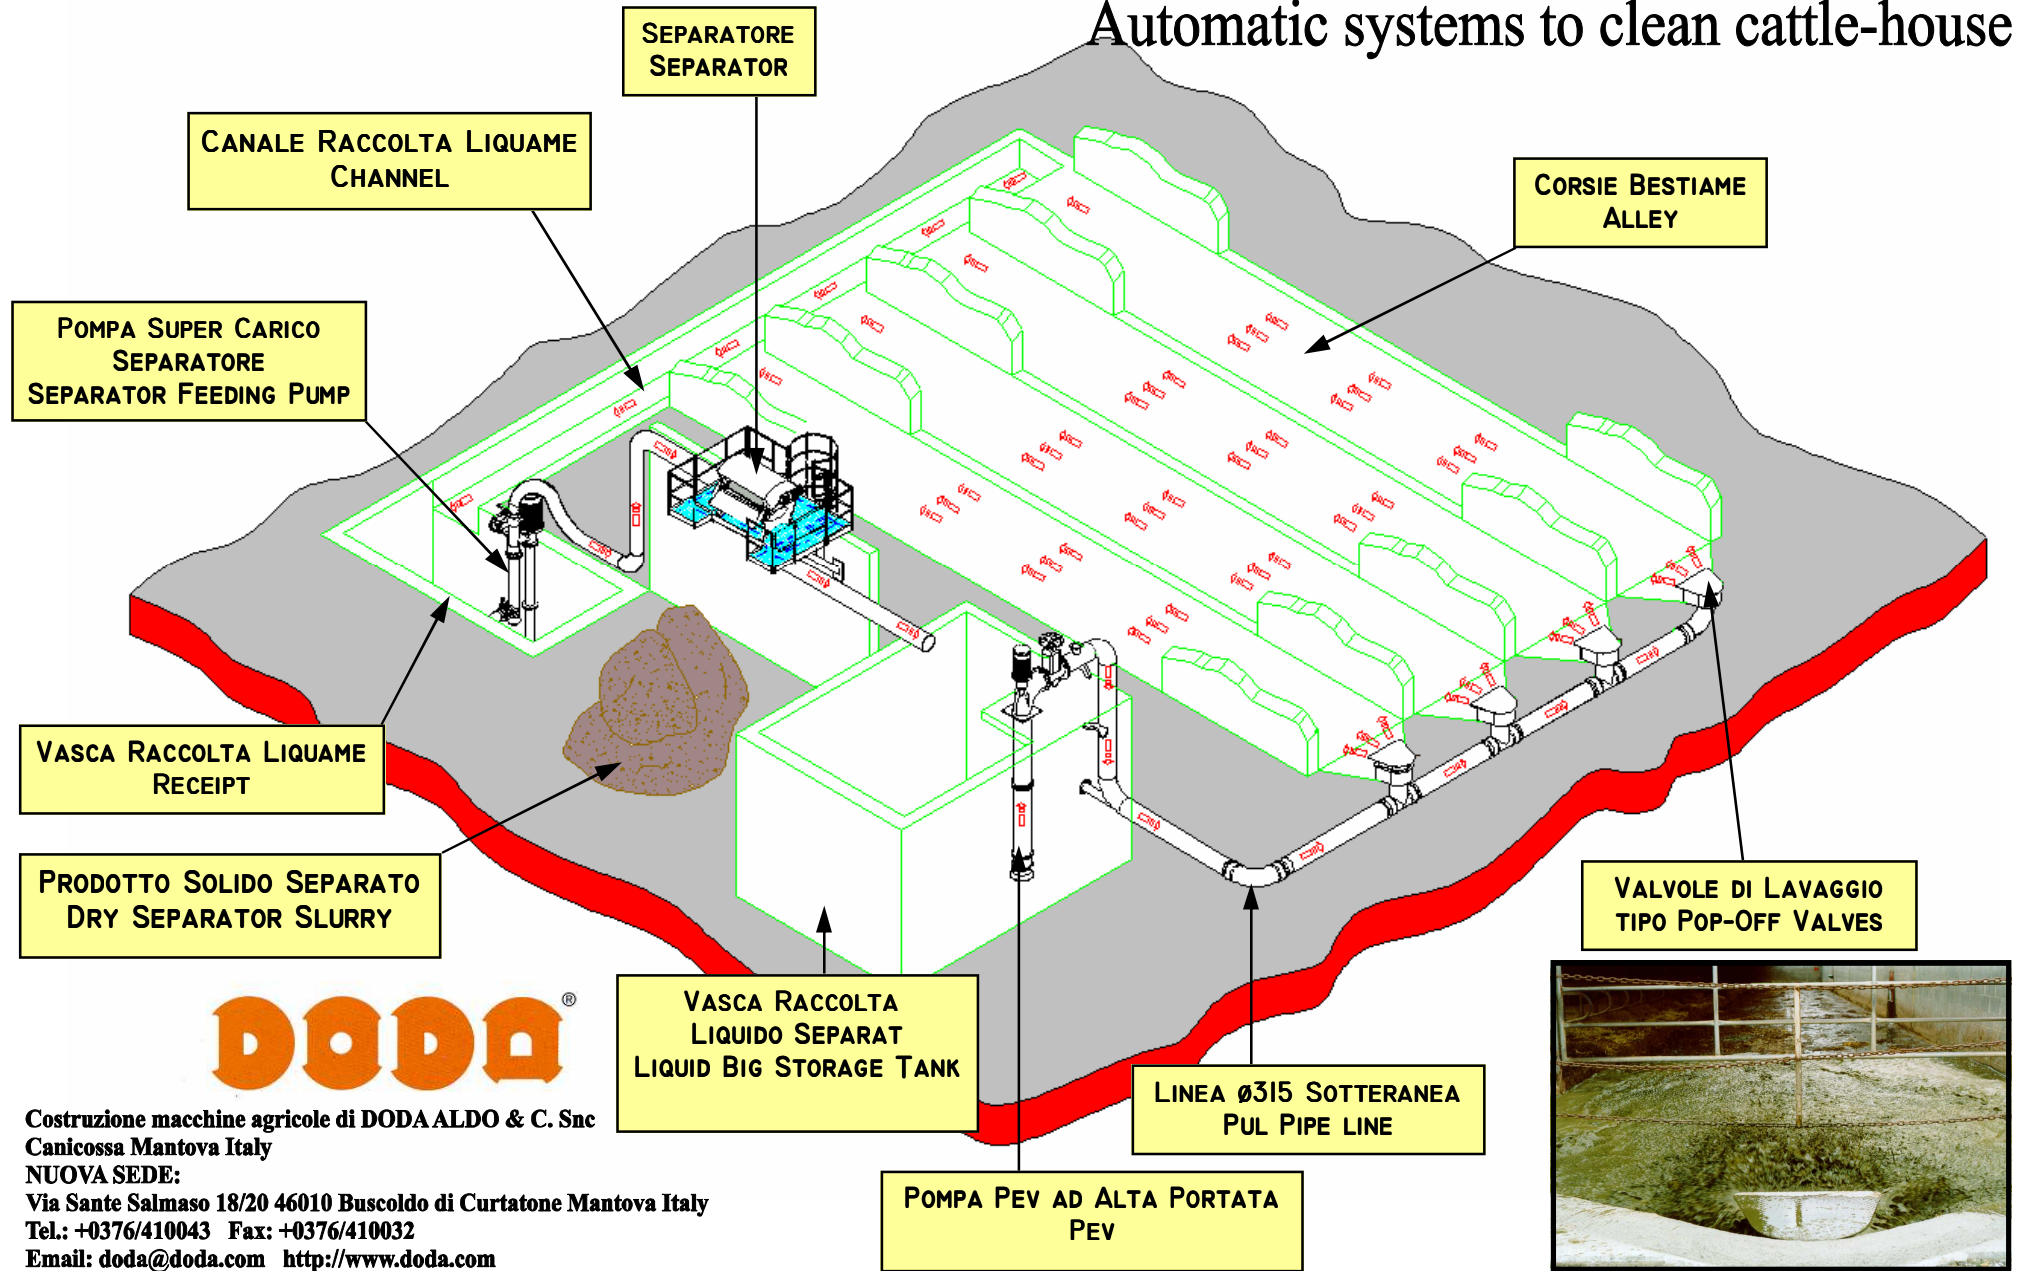 Automatic systems to clean cattle-house
SEPARATORE
SEPARATOR
CANALE RACCOLTA LIQUAME
CHANNEL
CORSIE BESTIAME
ALLEY
POMPA SUPER CARICO
SEPARATORE
SEPARATOR FEEDING PUMP
VASCA RACCOLTA LIQUAME
RECEIPT
PRODOTTO SOLIDO SEPARATO
DRY SEPARATOR SLURRY
VALVOLE DI LAVAGGIO
TIPO POP-OFF VALVES
VASCA RACCOLTA
LIQUIDO SEPARAT
LIQUID BIG STORAGE TANK
LINEA ø315 SOTTERANEA
PUL PIPE LINE
POMPA PEV AD ALTA PORTATA
PEV
DODA®
Costruzione macchine agricole di DODA ALDO & C. Snc
Canicossa Mantova Italy
NUOVA SEDE:
Via Sante Salmaso 18/20 46010 Buscoldo di Curtatone Mantova Italy
Tel.: +0376/410043 Fax: +0376/410032
Email: doda@doda.com http://www.doda.com